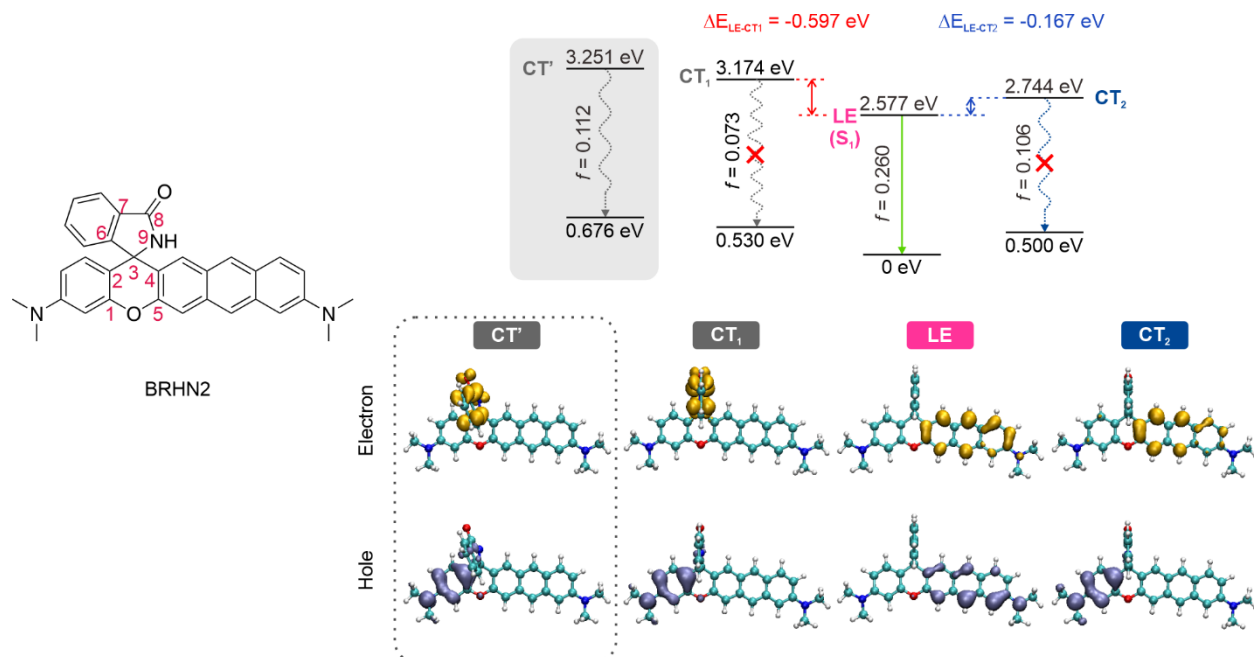 ΔE_LE-CT1 = -0.597 eV
ΔE_LE-CT2 = -0.167 eV
CT'
3.251 eV
f = 0.112
0.676 eV
CT₁
3.174 eV
f = 0.073
0.530 eV
2.577 eV
LE
(S₁)
f = 0.260
0 eV
2.744 eV
CT₂
f = 0.106
0.500 eV
O
7
8
6
9
NH
3
2
4
N
1
O
5
N
BRHN2
CT'
CT₁
LE
CT₂
Electron
Hole